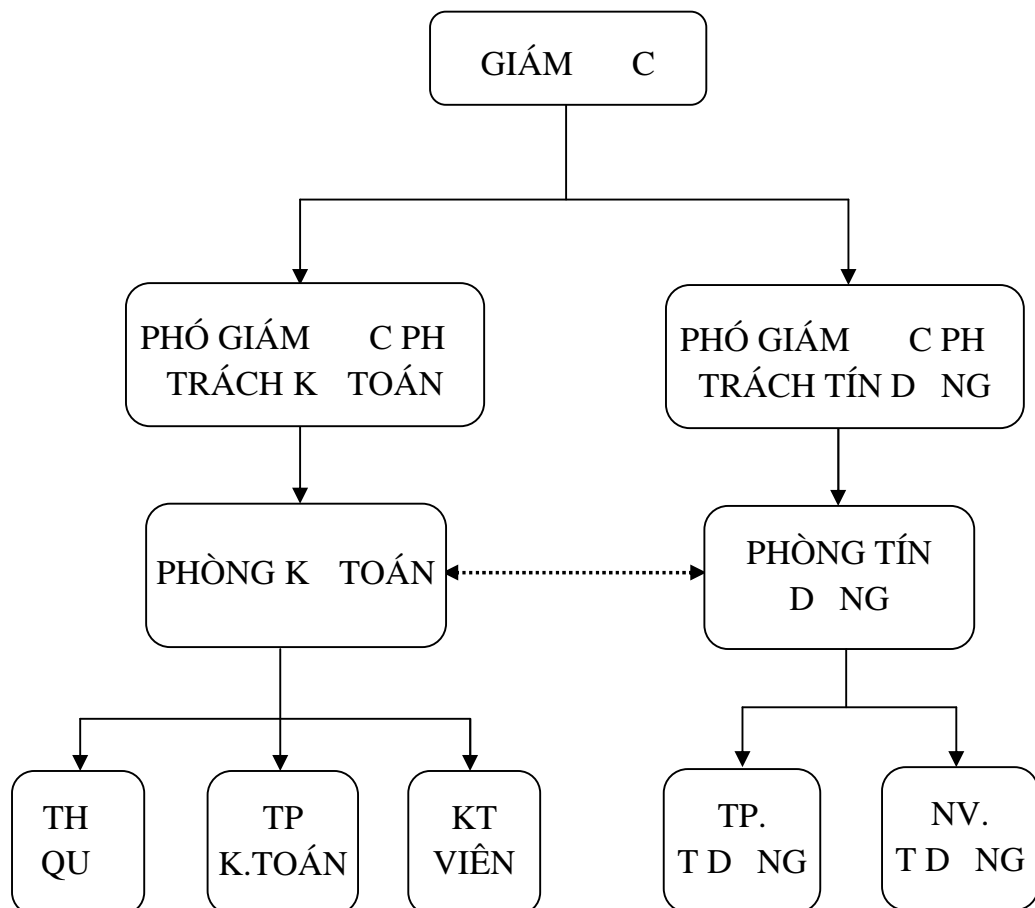 GIÁM C
PHÓ GIÁM C PH
TRÁCH K TOÁN
PHÓ GIÁM C PH
TRÁCH TÍN D NG
PHÒNG K TOÁN
PHÒNG TÍN
D NG
TH
QU
TP
K.TOÁN
KT
VIÊN
TP.
T D NG
NV.
T D NG